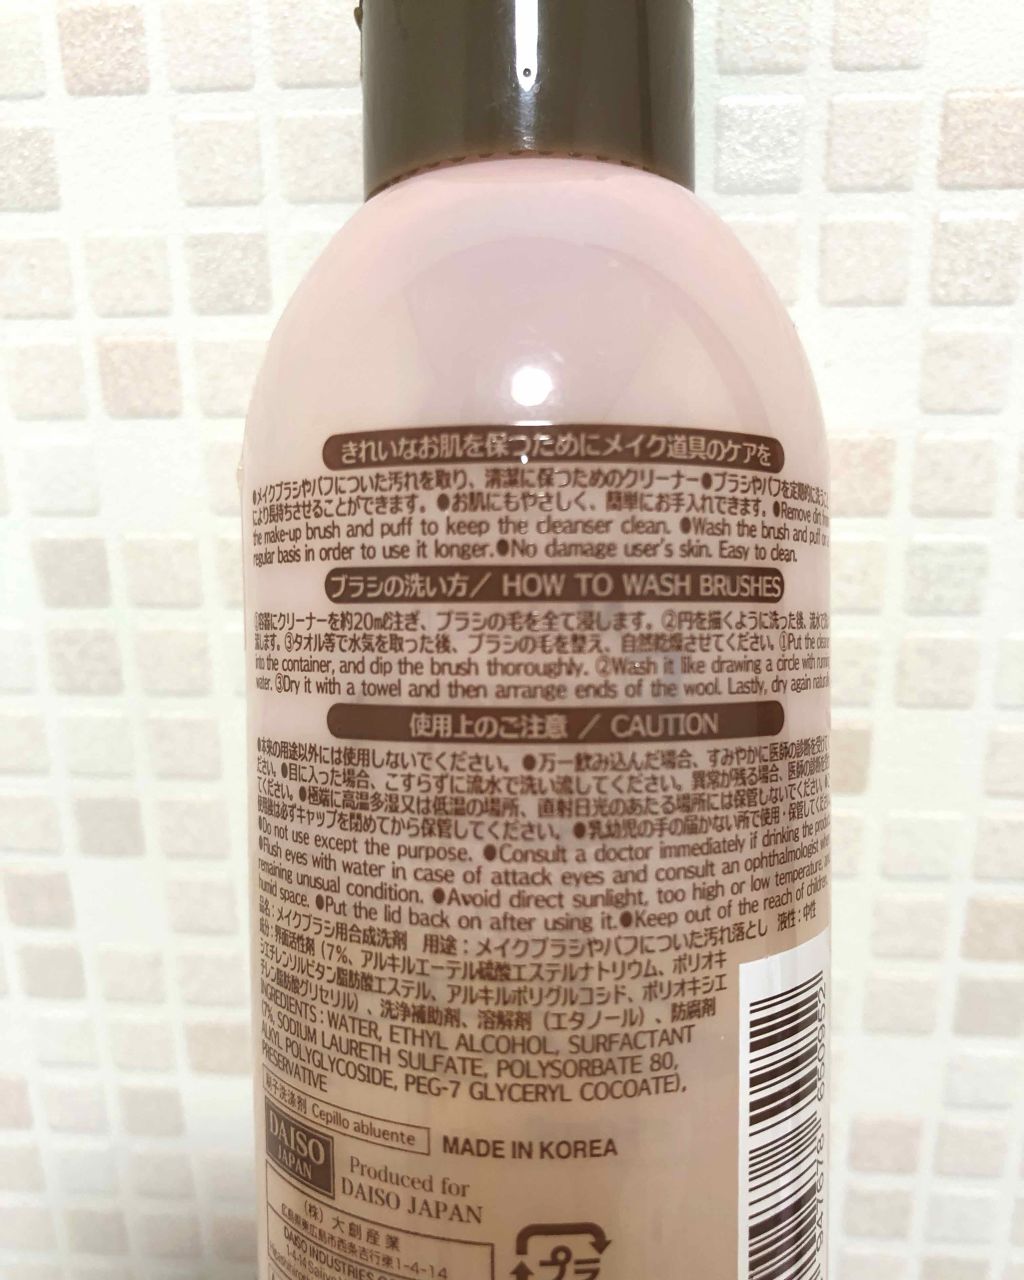 きれいなお肌を保つためにメイク道具のケアを
●メイクブラシやパフについた汚れを取り、清潔に保つためのクリーナー●ブラシやパフを定期的に洗うこと
により長持ちさせることができます。●お肌にもやさしく、簡単にお手入れできます。●Remove dirt from
the make-up brush and puff to keep the cleanser clean. ●Wash the brush and puff on a
regular basis in order to use it longer.●No damage user's skin. Easy to clean.
ブラシの洗い方／ HOW TO WASH BRUSHES
①容器にクリーナーを約20mℓ注ぎ、ブラシの毛を全て浸します。②円を描くように洗った後、流水で
流します。③タオル等で水気を取った後、ブラシの毛を整え、自然乾燥させてください。①Put the
into the container, and dip the brush thoroughly. ②Wash it like drawing a circle with
water. ③Dry it with a towel and then arrange ends of the wool. Lastly, dry again
使用上のご注意 ／ CAUTION
●本来の用途以外には使用しないでください。●万一飲み込んだ場合、すみやかに医師の診断を受けて
ださい。●目に入った場合、こすらずに流水で洗い流してください。異常が残る場合、医師の診断を
てください。●極端に高温多湿又は低温の場所、直射日光のあたる場所には保管しないでください。
使用後は必ずキャップを閉めてから保管してください。●乳幼児の手の届かない所で使用・保管してください
●Do not use except the purpose. ●Consult a doctor immediately if drinking the
●Flush eyes with water in case of attack eyes and consult an ophthalmologist
remaining unusual condition. ●Avoid direct sunlight, too high or low temperature,
humid space. ●Put the lid back on after using it.●Keep out of the reach of children.
品名：メイクブラシ用合成洗剤 用途：メイクブラシやパフについた汚れ落とし 液性：中性
成分：界面活性剤（7%、アルキルエーテル硫酸エステルナトリウム、ポリオキ
シエチレンソルビタン脂肪酸エステル、アルキルポリグルコシド、ポリオキシエ
チレン脂肪酸グリセリル）、洗浄補助剤、溶解剤（エタノール）、防腐剤
INGREDIENTS : WATER, ETHYL ALCOHOL, SURFACTANT
(7%, SODIUM LAURETH SULFATE, POLYSORBATE 80,
ALKYL POLYGLYCOSIDE, PEG-7 GLYCERYL COCOATE),
PRESERVATIVE
刷子洗涤剂 Cepillo abluente
MADE IN KOREA
DAISO
JAPAN
Produced for
DAISO JAPAN
（株）大創産業
広島県東広島市西条吉行東1-4-14
DAISO INDUSTRIES
1-4-14
プラ
947678 660952